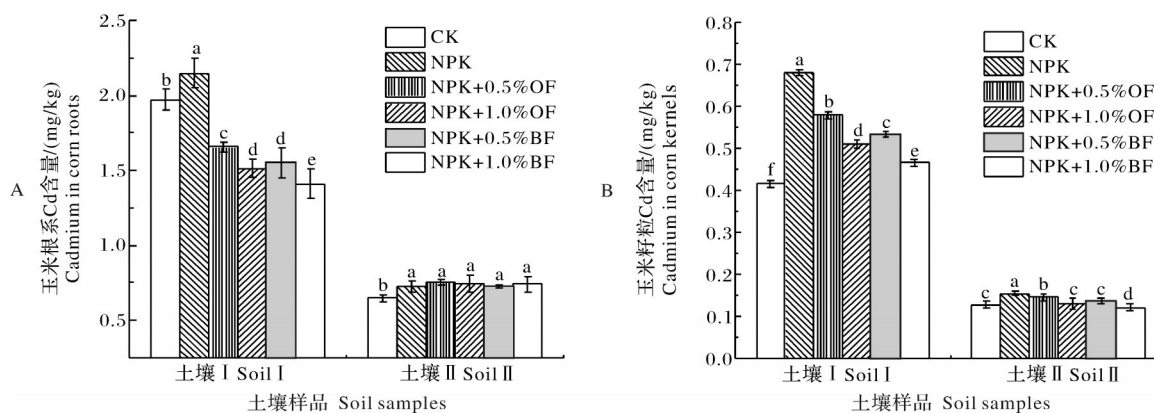 A
玉米根系Cd含量/(mg/kg)
Cadmium in corn roots
2.5
2.0
1.5
1.0
0.5
b
a
c
d
d
e
b
a
a
a
a
a
CK
NPK
NPK+0.5%OF
NPK+1.0%OF
NPK+0.5%BF
NPK+1.0%BF
土壤Ⅰ Soil Ⅰ
土壤Ⅱ Soil Ⅱ
土壤样品 Soil samples
B
玉米籽粒Cd含量/(mg/kg)
Cadmium in corn kernels
0.8
0.7
0.6
0.5
0.4
0.3
0.2
0.1
0.0
f
a
b
d
c
e
c
a
b
c
c
d
CK
NPK
NPK+0.5%OF
NPK+1.0%OF
NPK+0.5%BF
NPK+1.0%BF
土壤Ⅰ Soil Ⅰ
土壤Ⅱ Soil Ⅱ
土壤样品 Soil samples